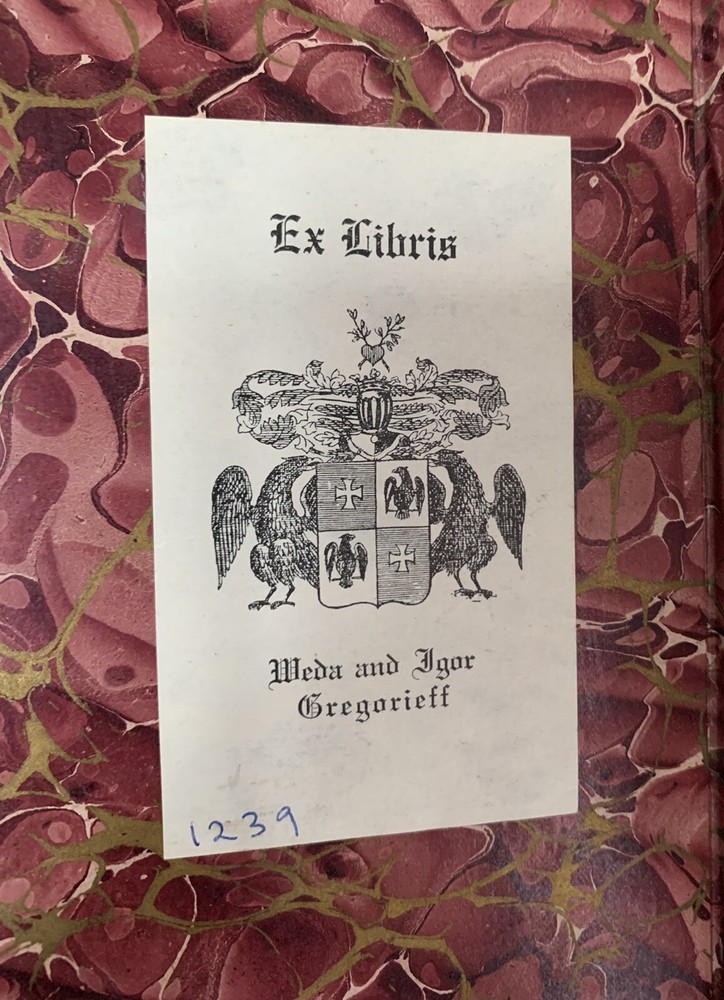 Ex Libris
Weda and Igor
Gregorieff
1239